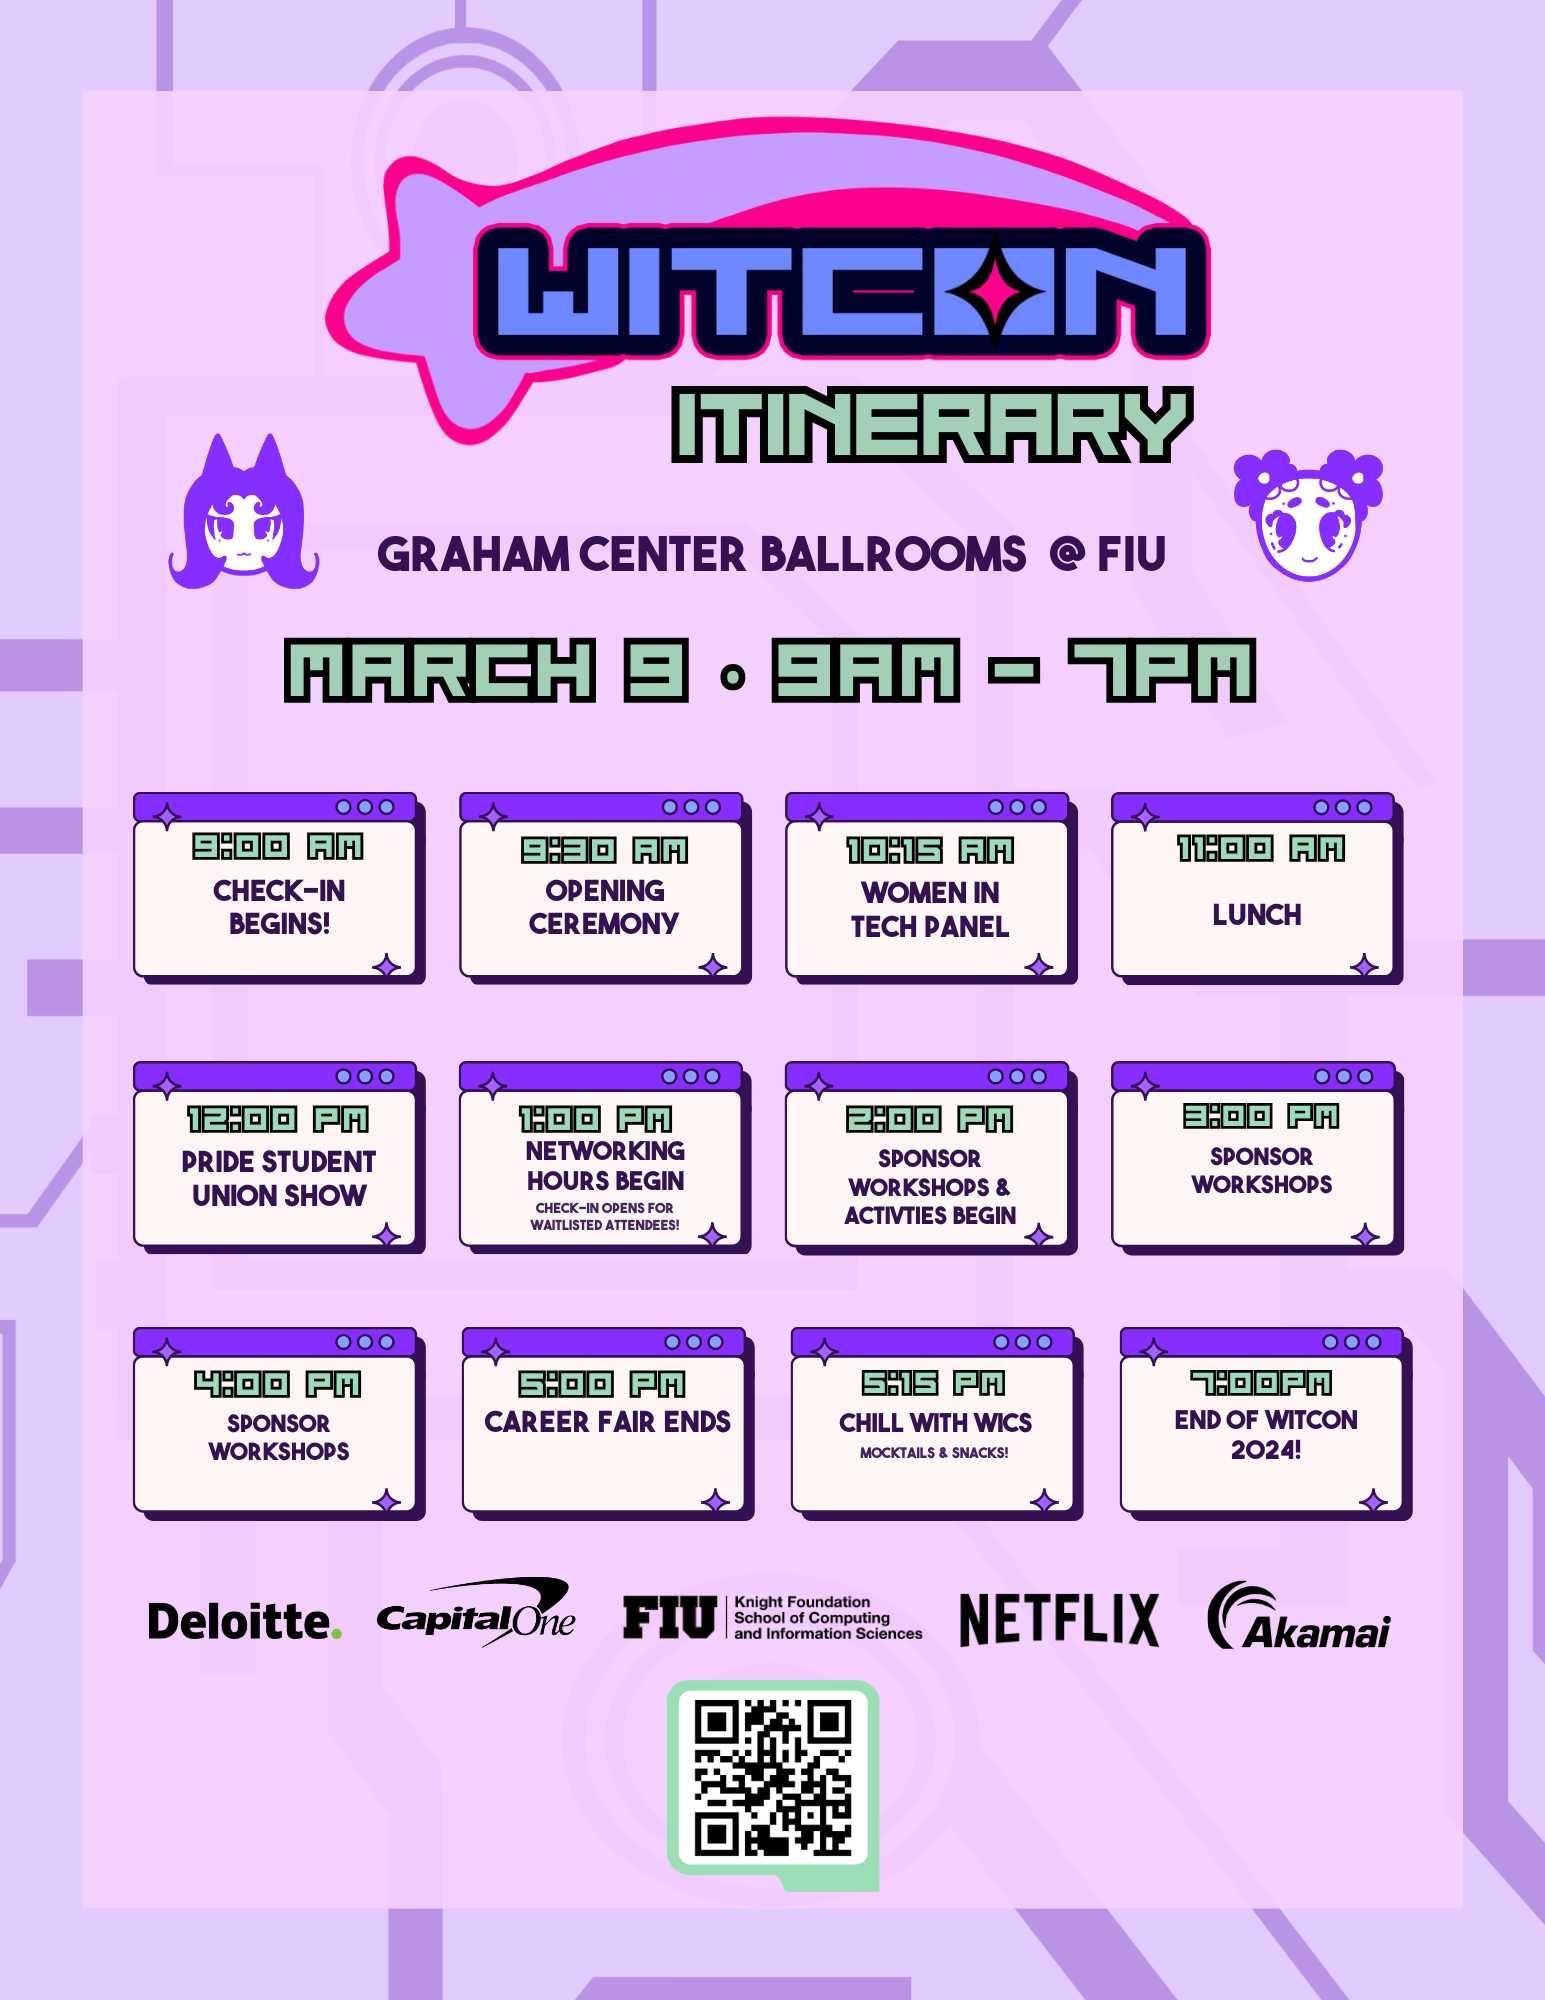 WITCON
ITINERARY
GRAHAM CENTER BALLROOMS @ FIU
MARCH 9 • 9AM - 7PM
9:00 AM
CHECK-IN
BEGINS!
9:30 AM
OPENING
CEREMONY
10:15 AM
WOMEN IN
TECH PANEL
11:00 AM
LUNCH
12:00 PM
PRIDE STUDENT
UNION SHOW
1:00 PM
NETWORKING
HOURS BEGIN
CHECK-IN OPENS FOR
WAITLISTED ATTENDEES!
2:00 PM
SPONSOR
WORKSHOPS &
ACTIVTIES BEGIN
3:00 PM
SPONSOR
WORKSHOPS
4:00 PM
SPONSOR
WORKSHOPS
5:00 PM
CAREER FAIR ENDS
5:15 PM
CHILL WITH WICS
MOCKTAILS & SNACKS!
7:00PM
END OF WITCON
2024!
Deloitte.
Capital One
FIU
Knight Foundation
School of Computing
and Information Sciences
NETFLIX
Akamai